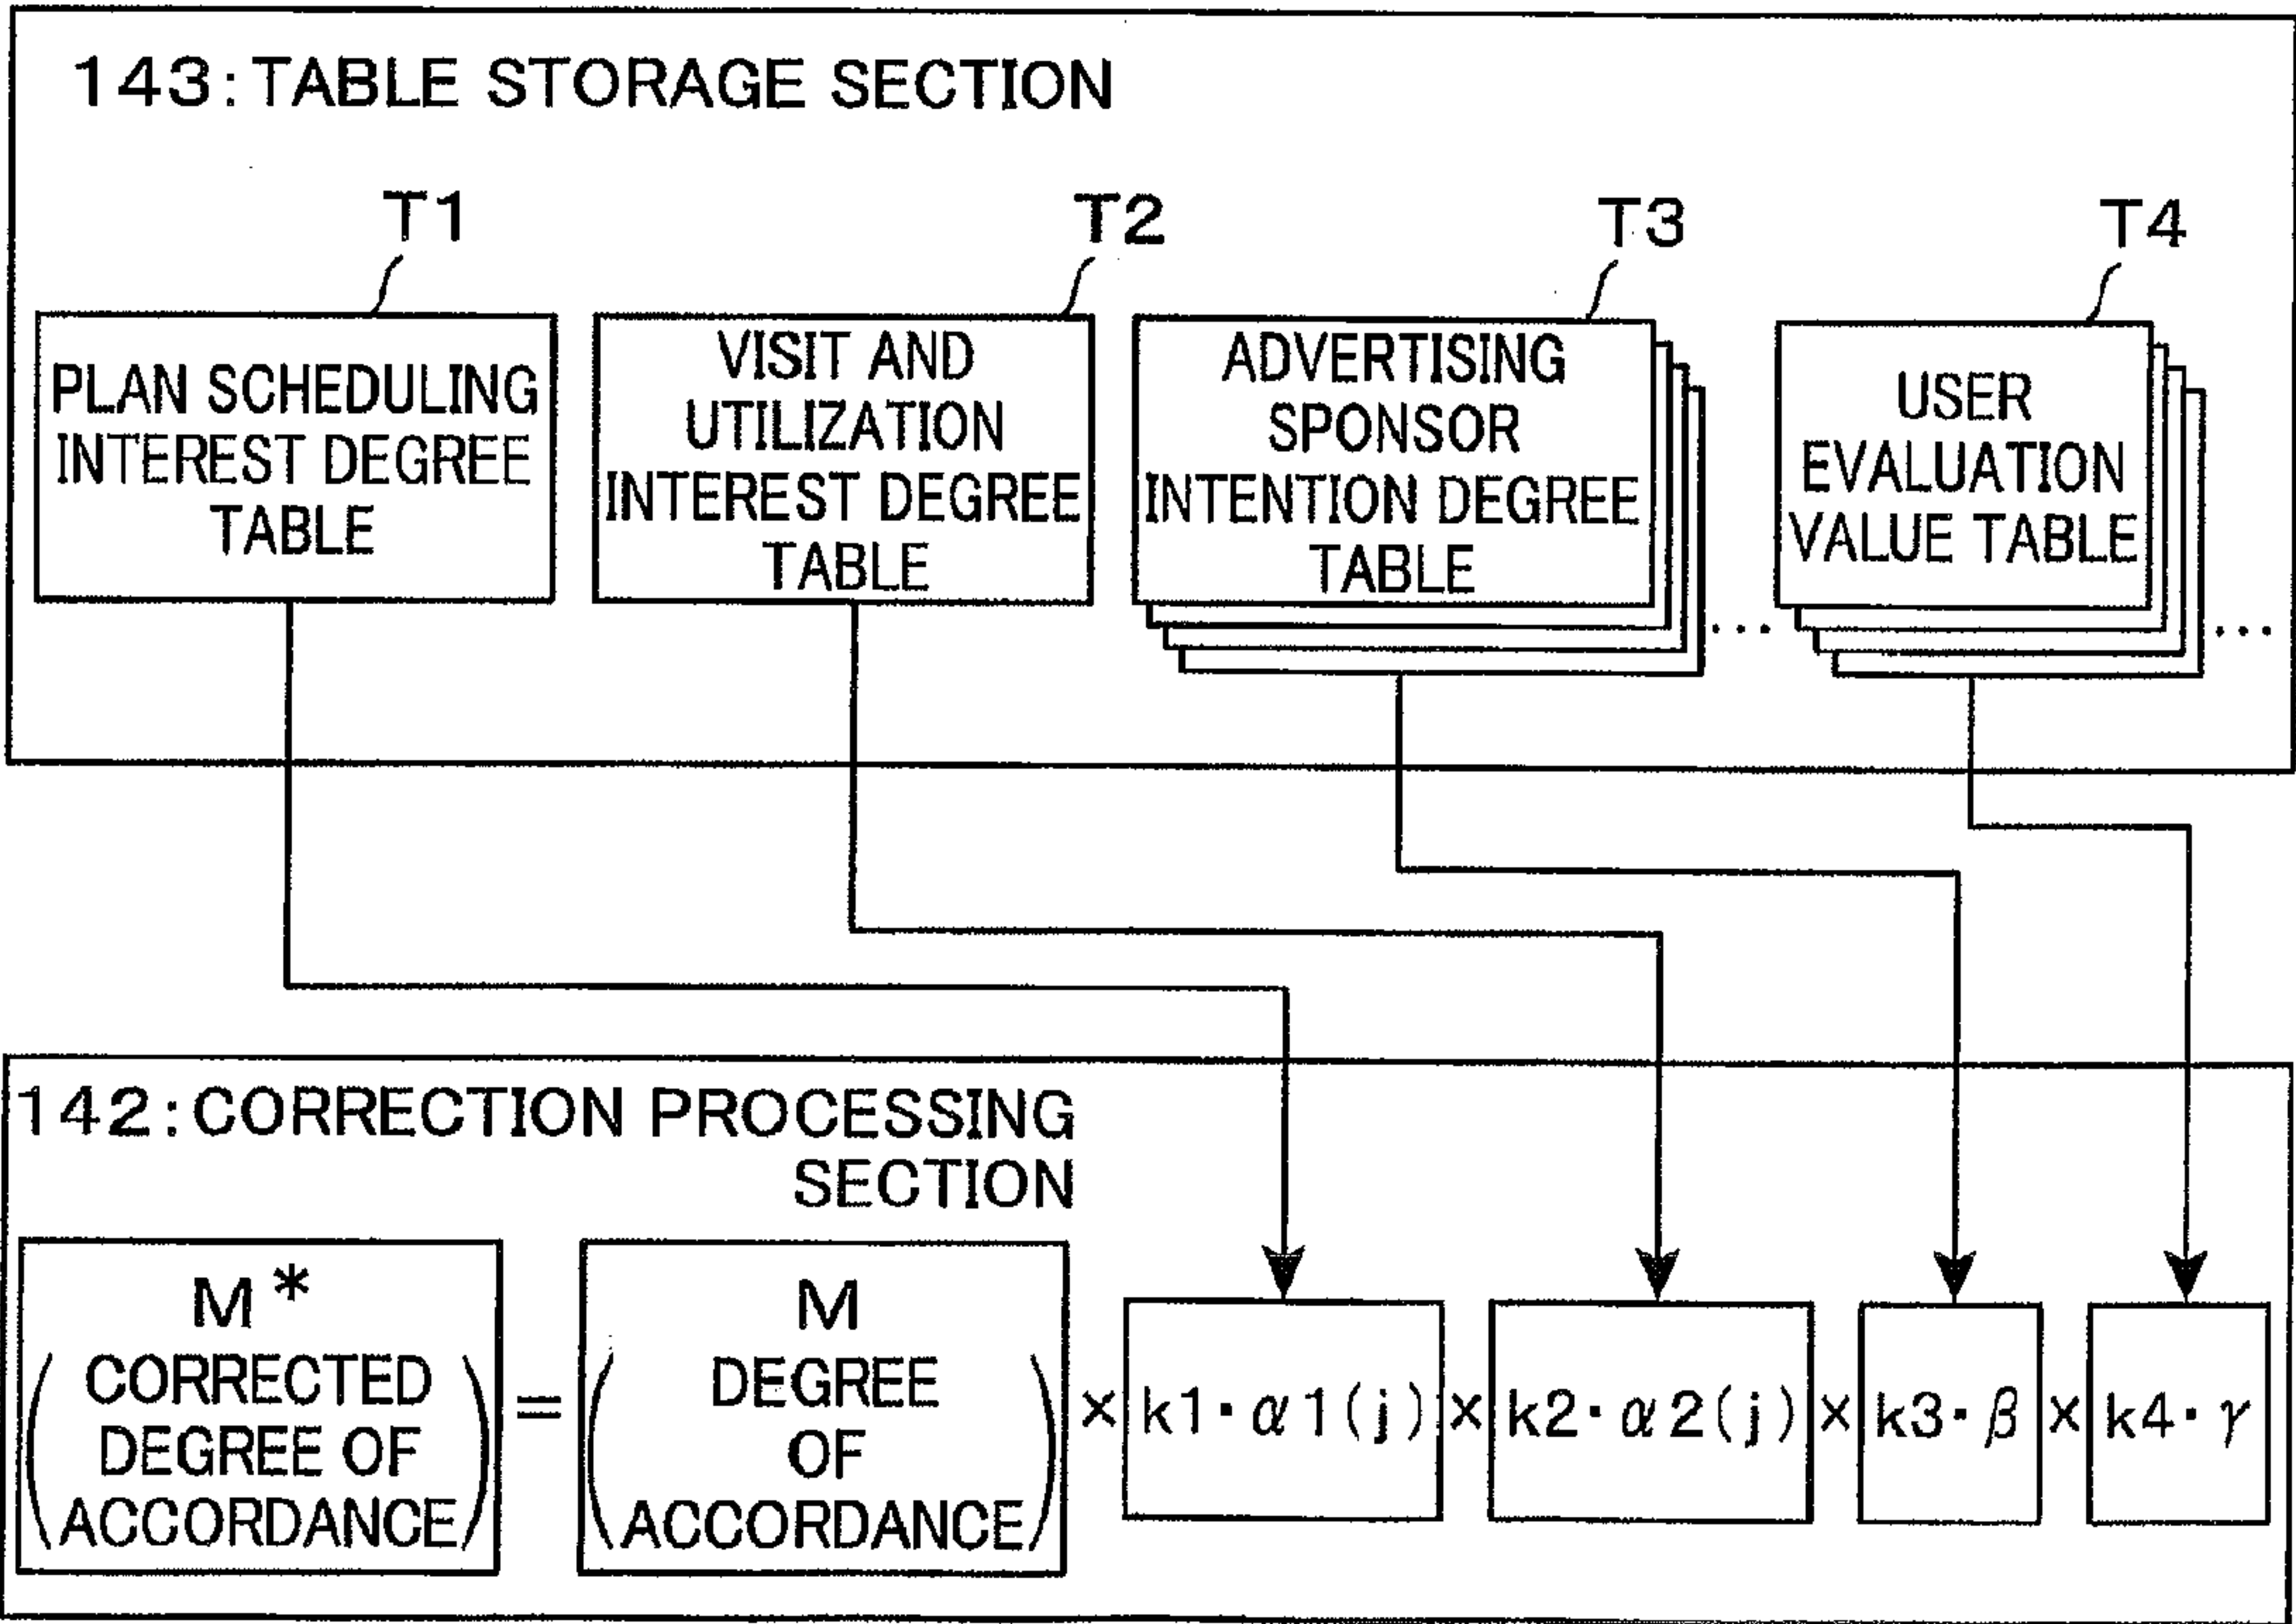 143:TABLE STORAGE SECTION
T1
T2
T3
T4
PLAN SCHEDULING
INTEREST DEGREE
TABLE
VISIT AND
UTILIZATION
INTEREST DEGREE
TABLE
ADVERTISING
SPONSOR
INTENTION DEGREE
TABLE
...
USER
EVALUATION
VALUE TABLE
...
142:CORRECTION PROCESSING
SECTION
M*
(CORRECTED
DEGREE OF
ACCORDANCE)
=
M
(DEGREE
OF
ACCORDANCE)
× k1・α1(j) × k2・α2(j) × k3・β × k4・γ